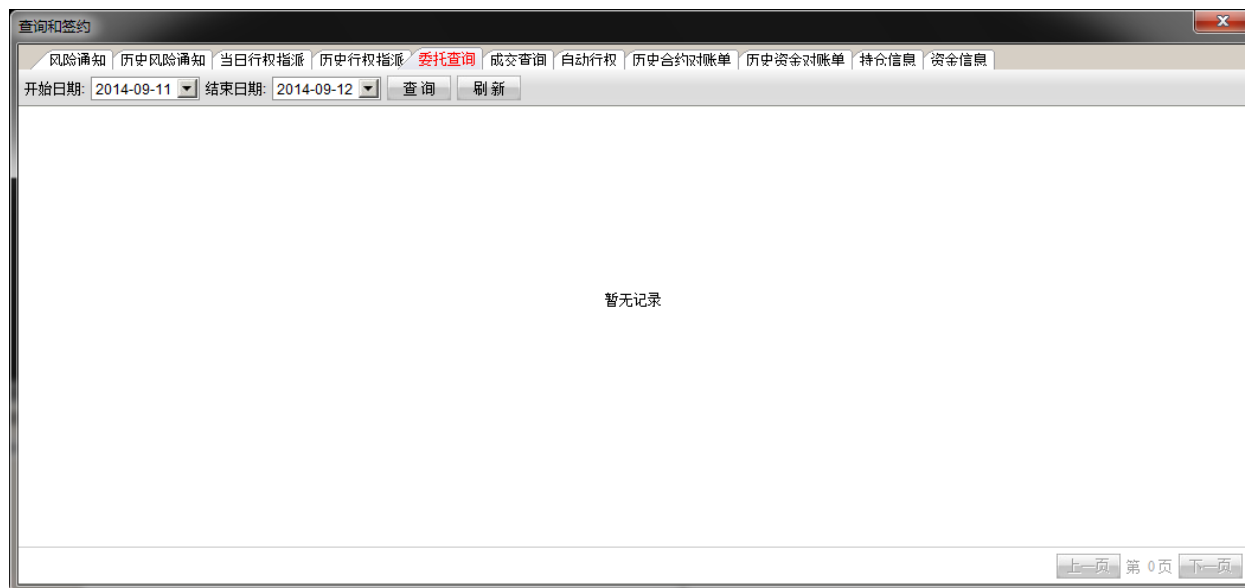 查询和签约
风险通知 历史风险通知 当日行权指派 历史行权指派 委托查询 成交查询 自动行权 历史合约对账单 历史资金对账单 持仓信息 资金信息
开始日期: 2014-09-11 结束日期: 2014-09-12 查询 刷新
暂无记录
上一页 第 0页 下一页